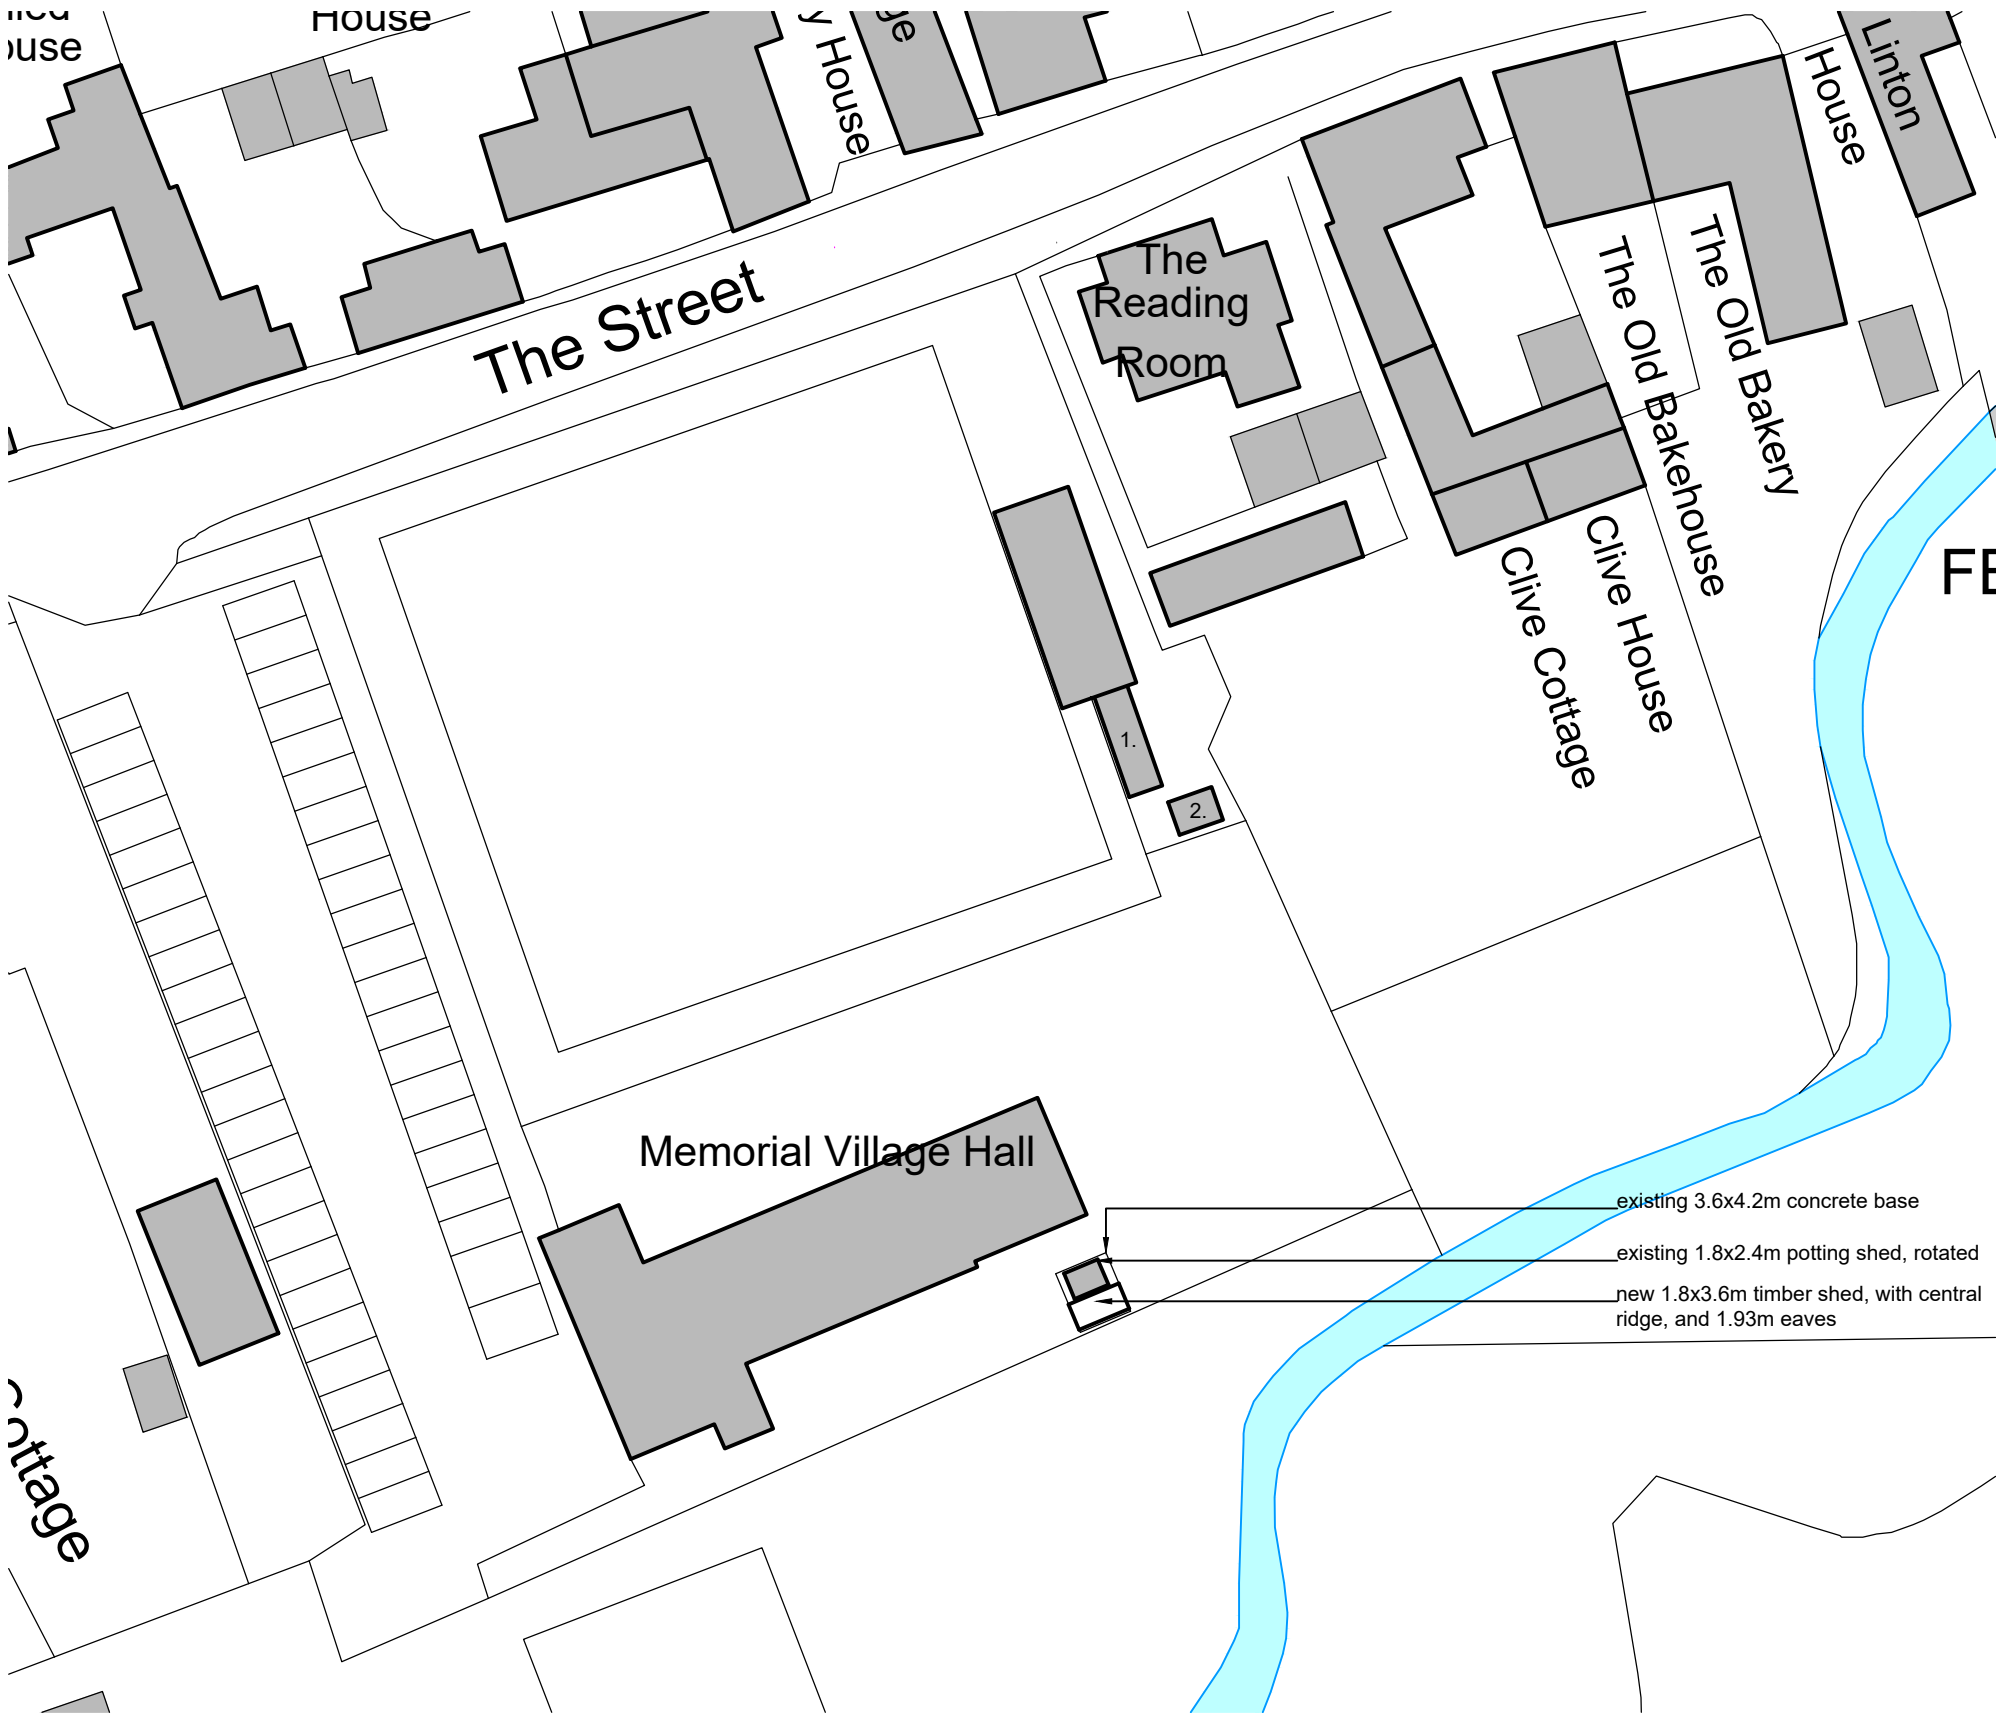 House
House
House
Linton
The Street
The
Reading
Room
The Old Bakehouse
The Old Bakery
Clive House
Clive Cottage
1.
2.
Memorial Village Hall
existing 3.6x4.2m concrete base
existing 1.8x2.4m potting shed, rotated
new 1.8x3.6m timber shed, with central
ridge, and 1.93m eaves
Cottage